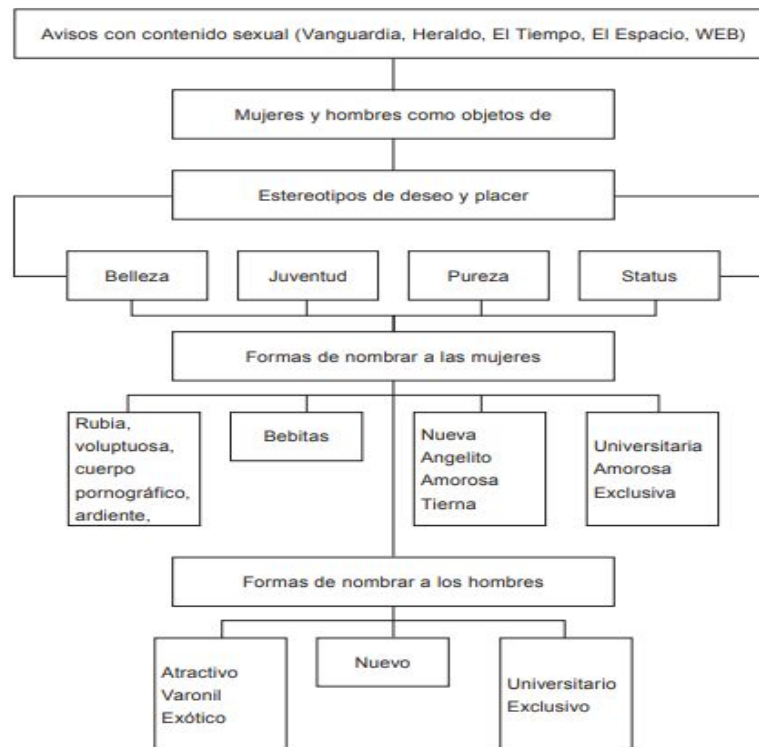 Avisos con contenido sexual (Vanguardia, Heraldo, El Tiempo, El Espacio, WEB)
Mujeres y hombres como objetos de
Estereotipos de deseo y placer
Belleza
Juventud
Pureza
Status
Formas de nombrar a las mujeres
Rubia,
voluptuosa,
cuerpo
pornográfico,
ardiente,
Bebitas
Nueva
Angelito
Amorosa
Tierna
Universitaria
Amorosa
Exclusiva
Formas de nombrar a los hombres
Atractivo
Varonil
Exótico
Nuevo
Universitario
Exclusivo